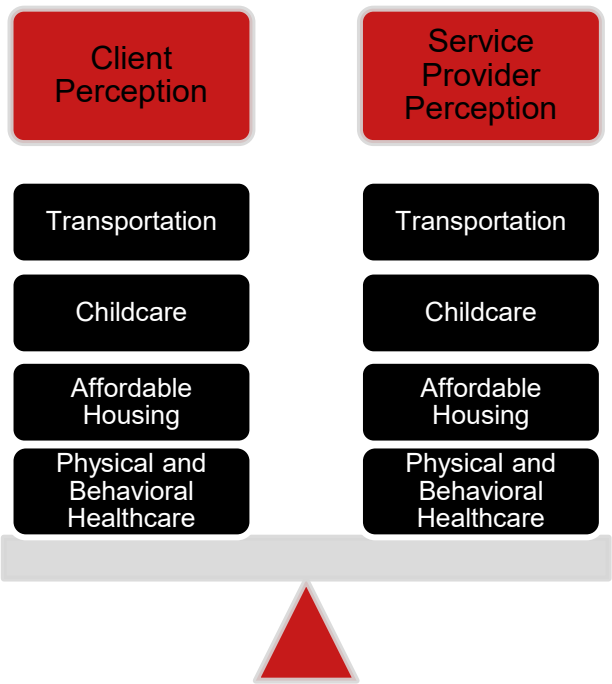 Client
Perception
Service
Provider
Perception
Transportation
Childcare
Affordable
Housing
Physical and
Behavioral
Healthcare
Transportation
Childcare
Affordable
Housing
Physical and
Behavioral
Healthcare